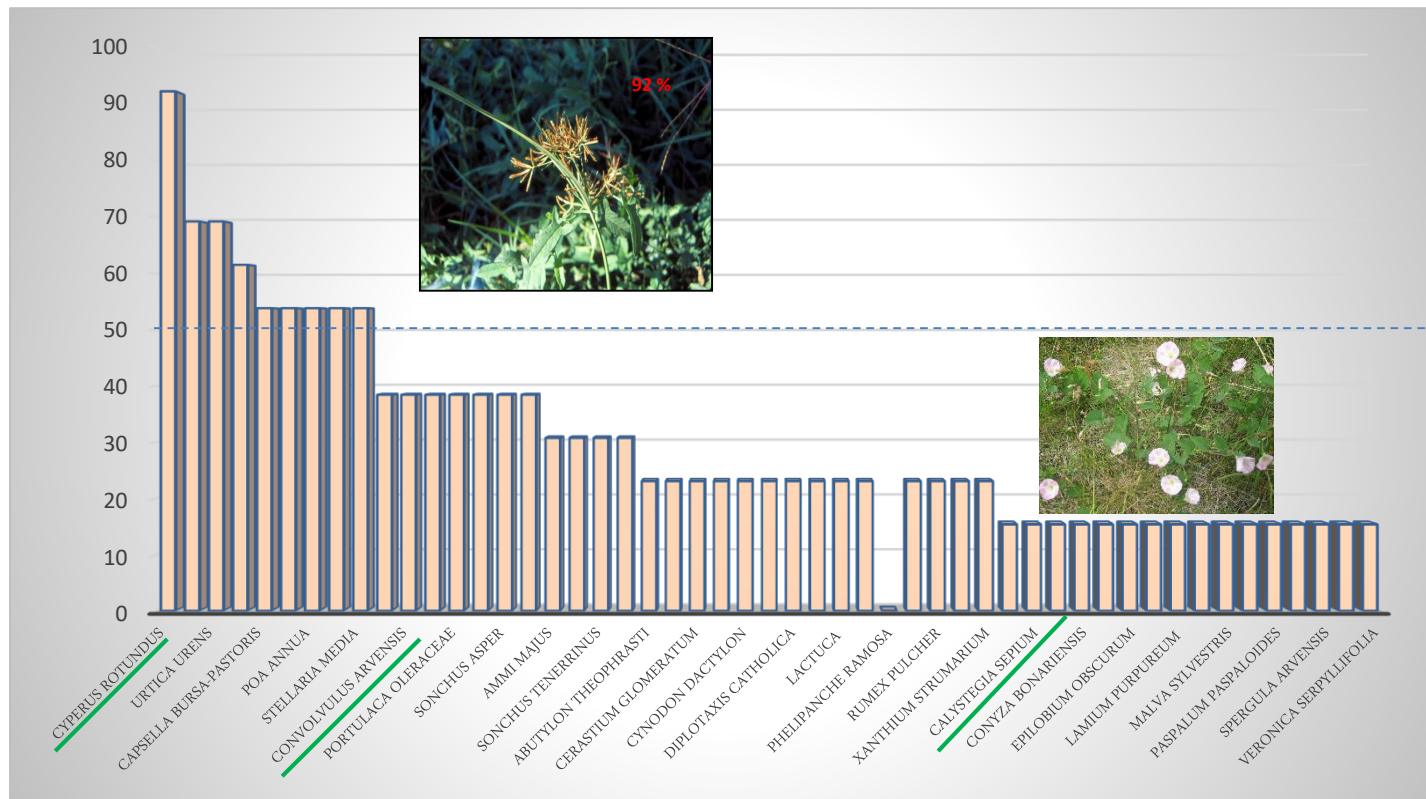 100
90
80
70
60
50
40
30
20
10
0
92 %
CYPERUS ROTUNDUS
URTICA URENS
CAPSELLA BURSA-PASTORIS
POA ANNUA
STELLARIA MEDIA
CONVOLVULUS ARVENSIS
PORTULACA OLERACEAE
SONCHUS ASPER
AMMI MAJUS
SONCHUS TENERRINUS
ABUTYLON THEOPHRASTI
CERASTIUM GLOMERATUM
CYNODON DACTYLON
DIPLOTAXIS CATHOLICA
LACTUCA
PHELIPANCHE RAMOSA
RUMEX PULCHER
XANTHIUM STRUMARIUM
CALYSTEGIA SEPIUM
CONYZA BONARIENSIS
EPILOBIUM OBSCURUM
LAMIUM PURPUREUM
MALVA SYLVESTRIS
PASPALUM PASPALOIDES
SPERGULA ARVENSIS
VERONICA SERPYLLIFOLIA